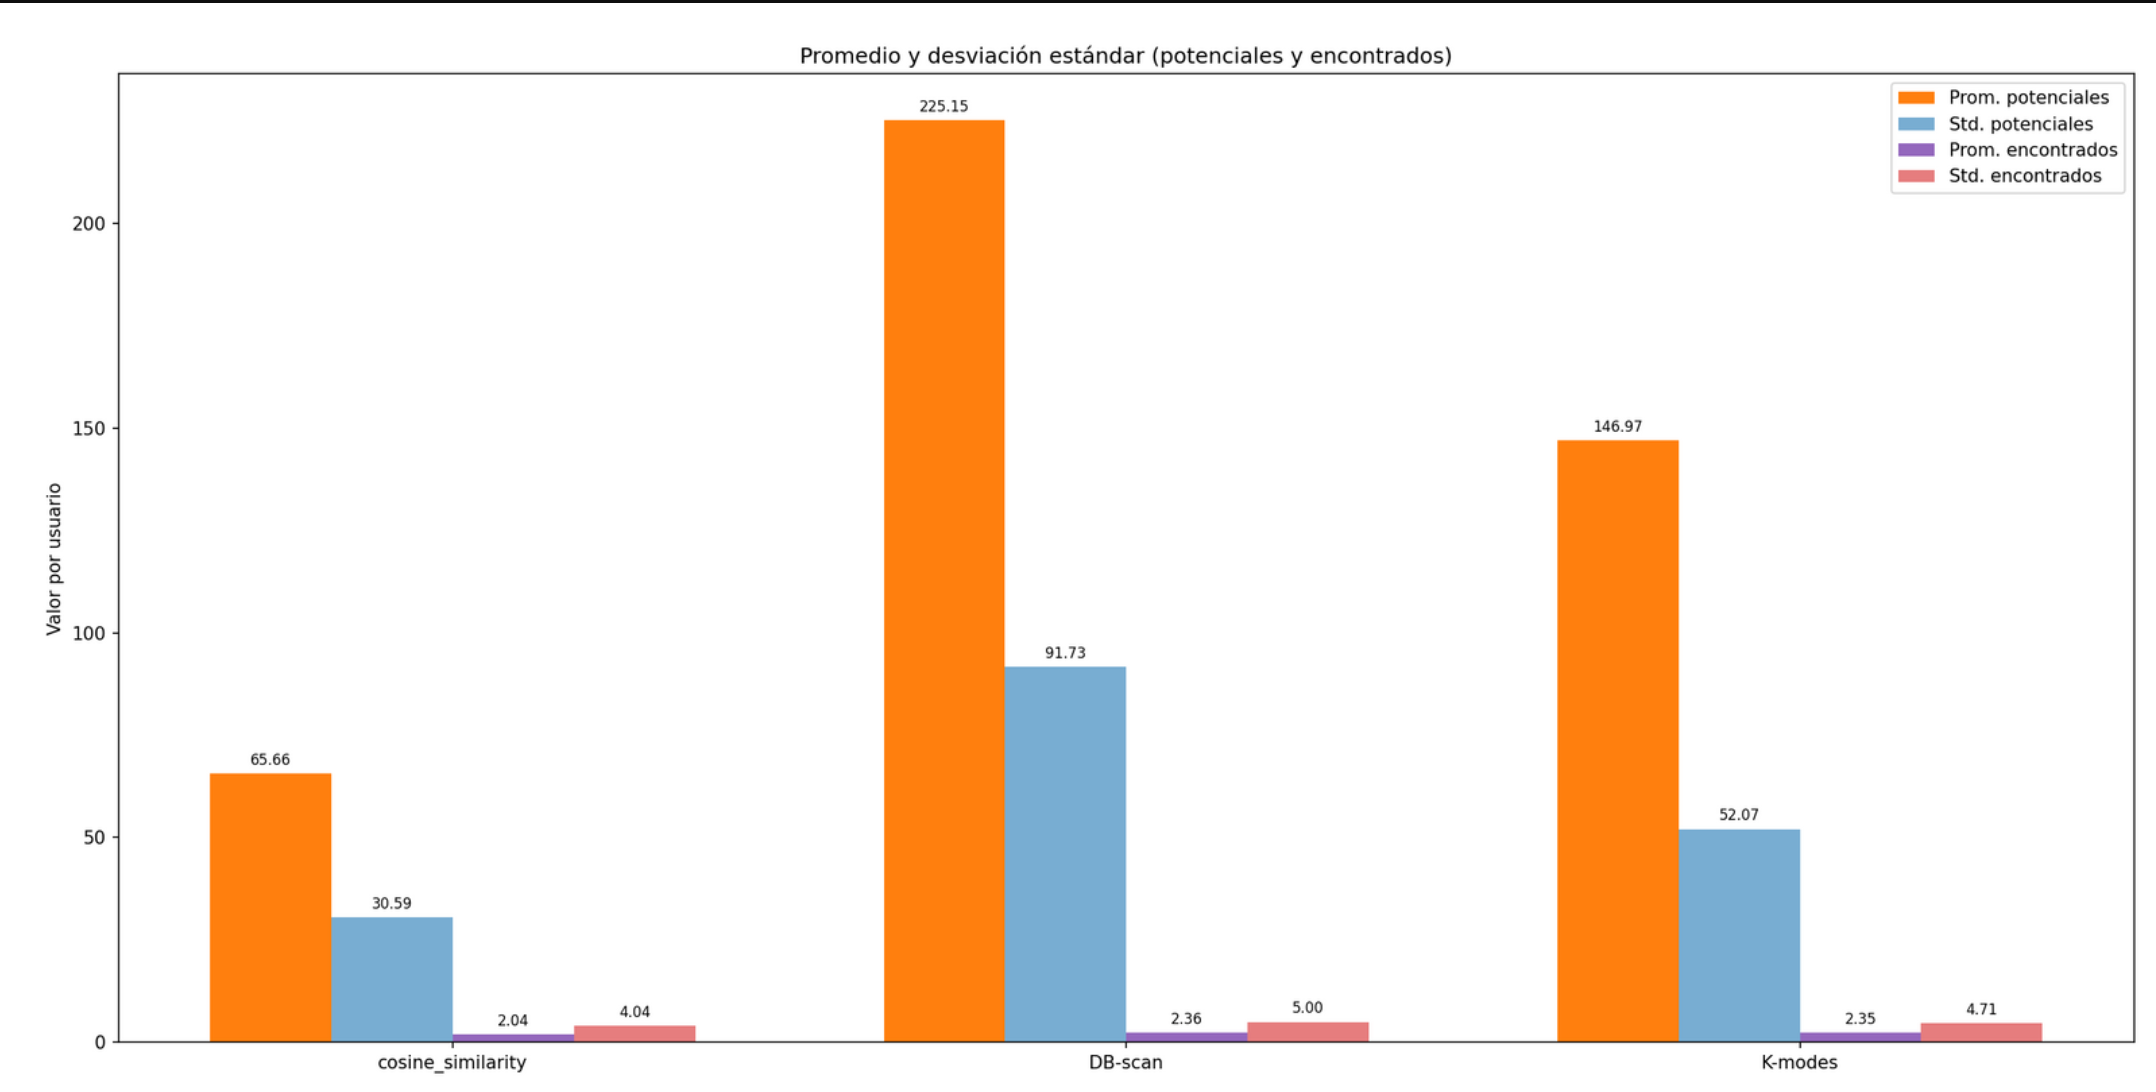 Promedio y desviación estándar (potenciales y encontrados)
Prom. potenciales
Std. potenciales
Prom. encontrados
Std. encontrados
Valor por usuario
200
150
100
50
0
65.66
30.59
2.04
4.04
225.15
91.73
2.36
5.00
146.97
52.07
2.35
4.71
cosine_similarity
DB-scan
K-modes